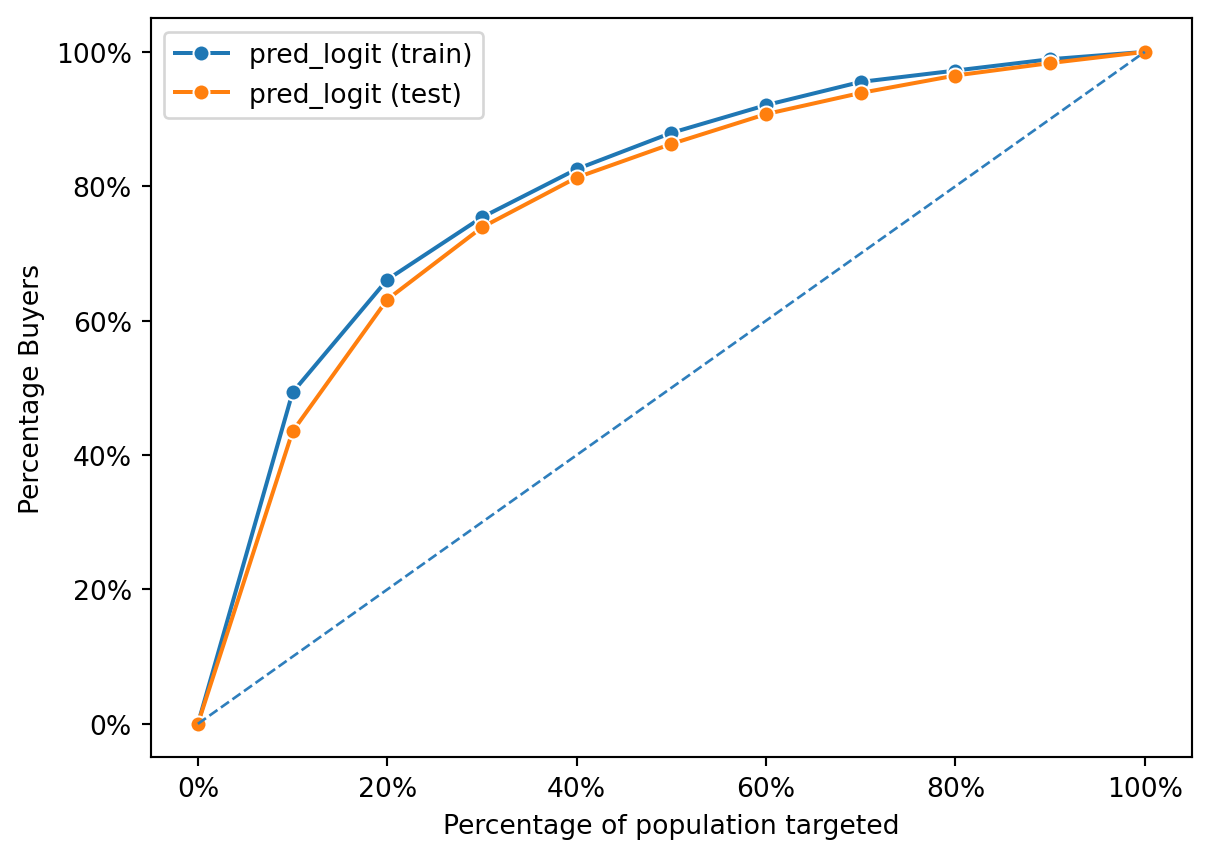 pred_logit (train)
pred_logit (test)
100%
80%
60%
40%
20%
0%
Percentage Buyers
0% 20% 40% 60% 80% 100%
Percentage of population targeted